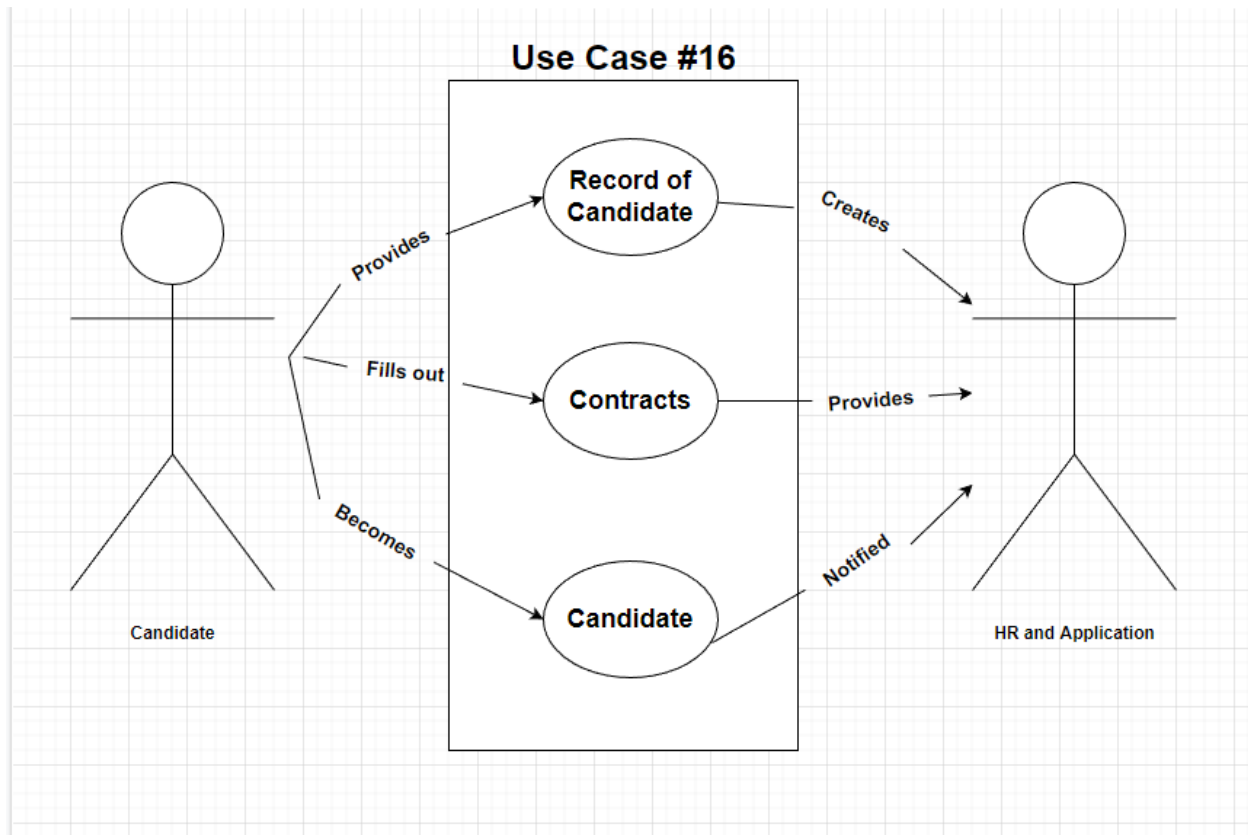 Use Case #16
Record of
Candidate
Creates
Provides
Fills out
Contracts
Provides
Becomes
Notified
Candidate
Candidate
HR and Application